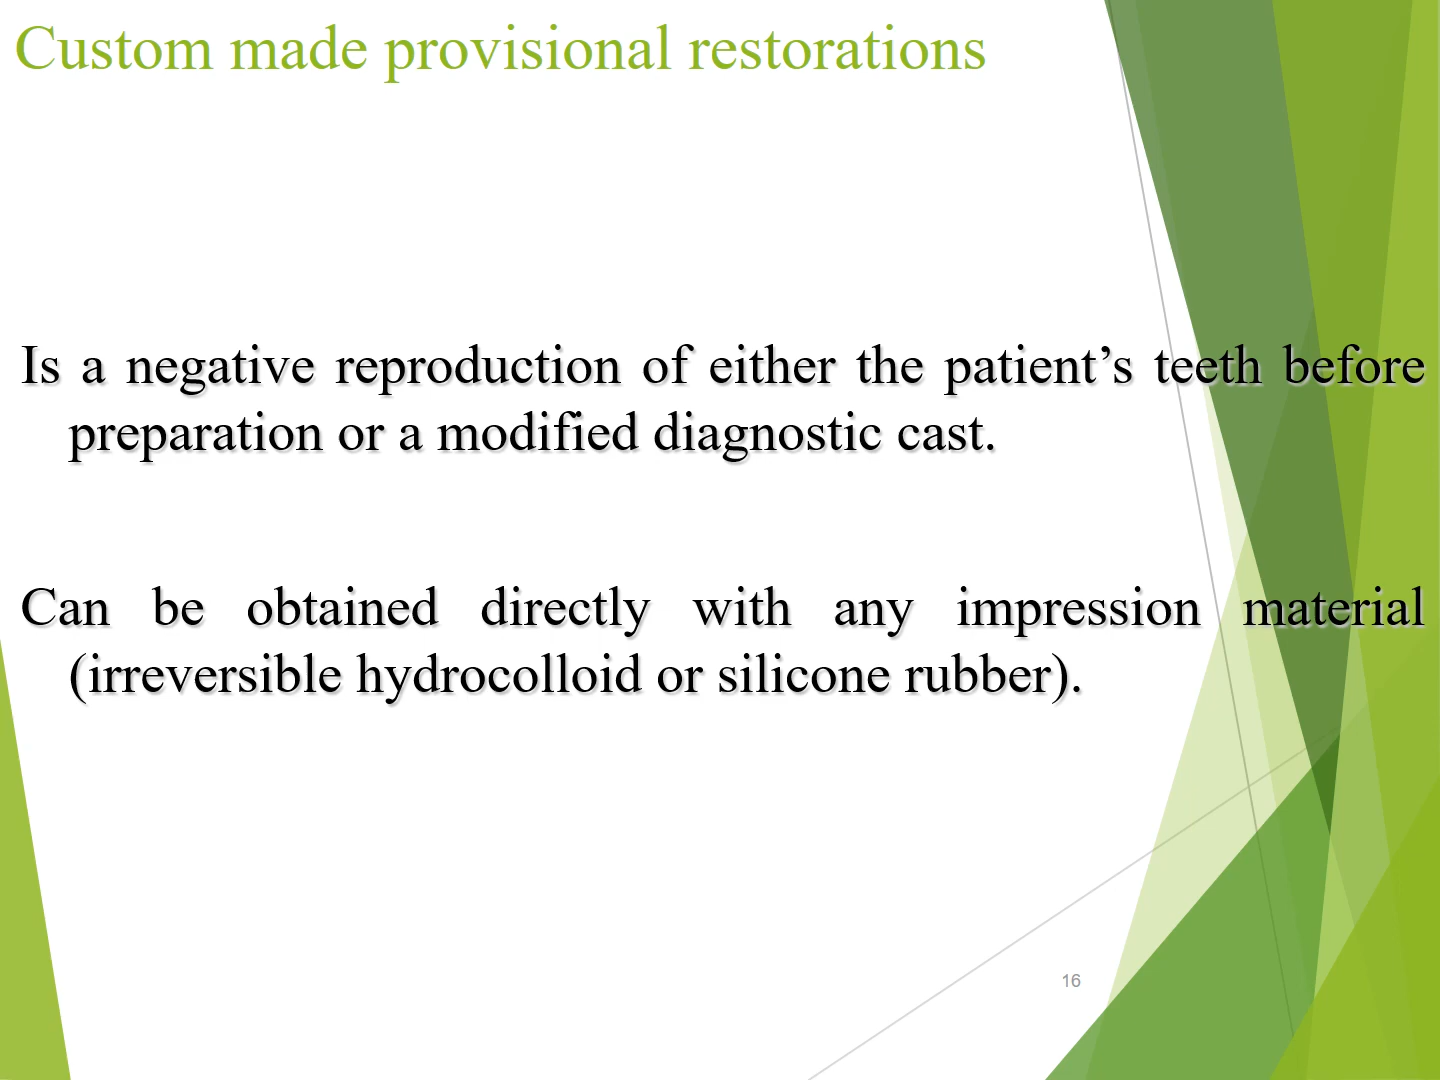 Custom made provisional restorations
Is a negative reproduction of either the patient’s teeth before
preparation or a modified diagnostic cast.
Can be obtained directly with any impression material
(irreversible hydrocolloid or silicone rubber).
16